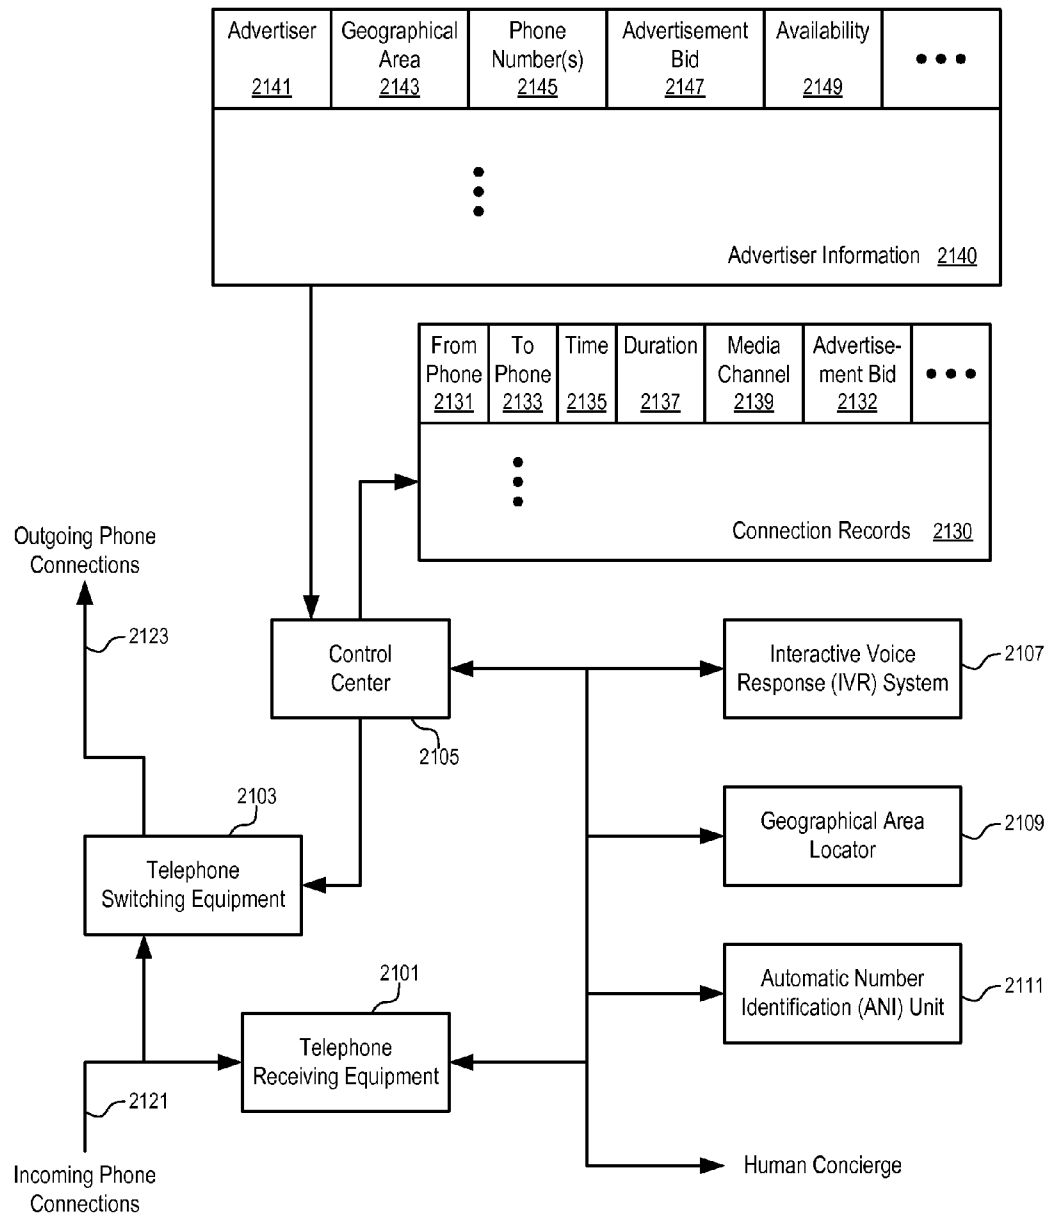 Advertiser
2141
Geographical
Area
2143
Phone
Number(s)
2145
Advertisement
Bid
2147
Availability
2149
Advertiser Information 2140
From
Phone
2131
To
Phone
2133
Time
2135
Duration
2137
Media
Channel
2139
Advertise-
ment Bid
2132
Connection Records 2130
Outgoing Phone
Connections
2123
Control
Center
2105
Interactive Voice
Response (IVR) System
2107
2103
Telephone
Switching Equipment
Geographical Area
Locator
2109
2101
Telephone
Receiving Equipment
Automatic Number
Identification (ANI) Unit
2111
2121
Incoming Phone
Connections
Human Concierge